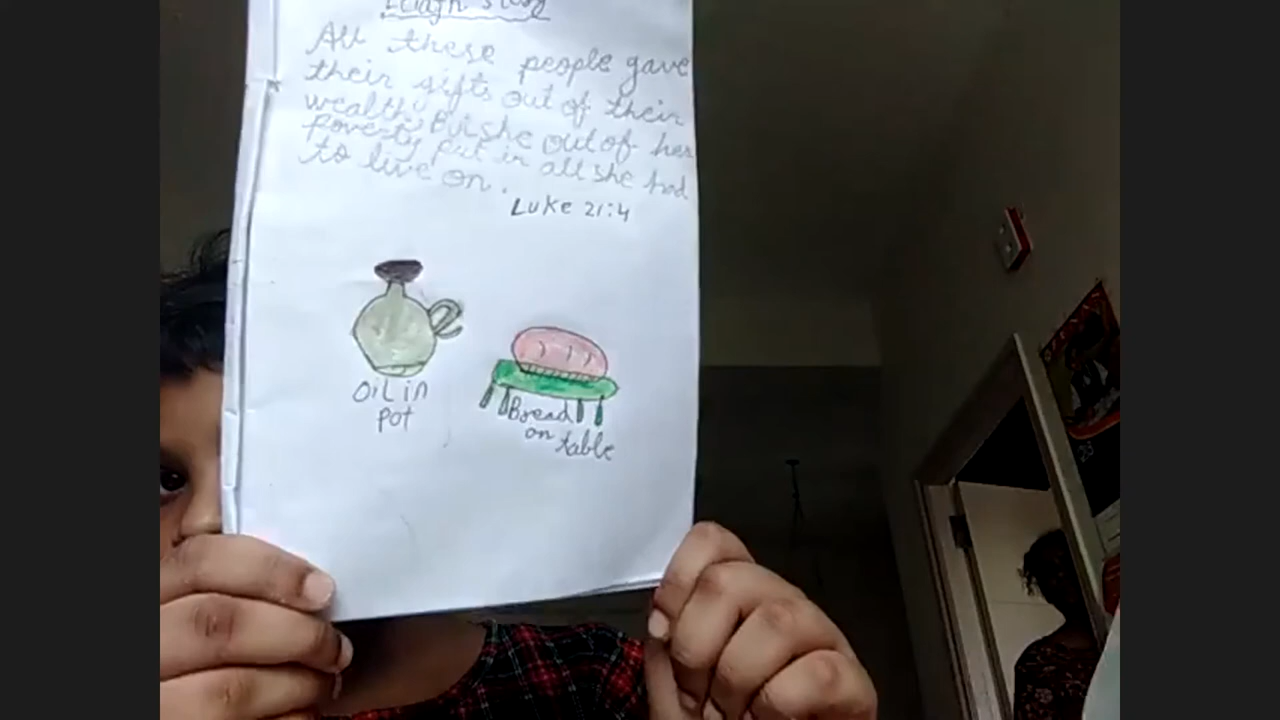 All these people gave
their gifts out of their
wealth; But she out of her
Poverty put in all she had
to live on.
Luke 21:4
OiL in
Pot
Bread
on table